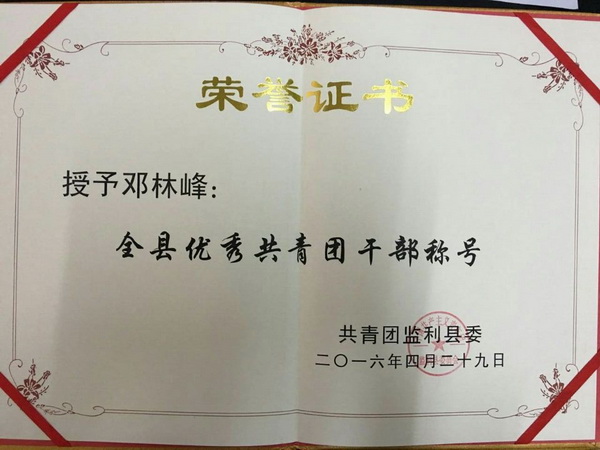 荣誉证书
授予邓林峰：
全县优秀共青团干部称号
共青团监利县委
二〇一六年四月二十九日